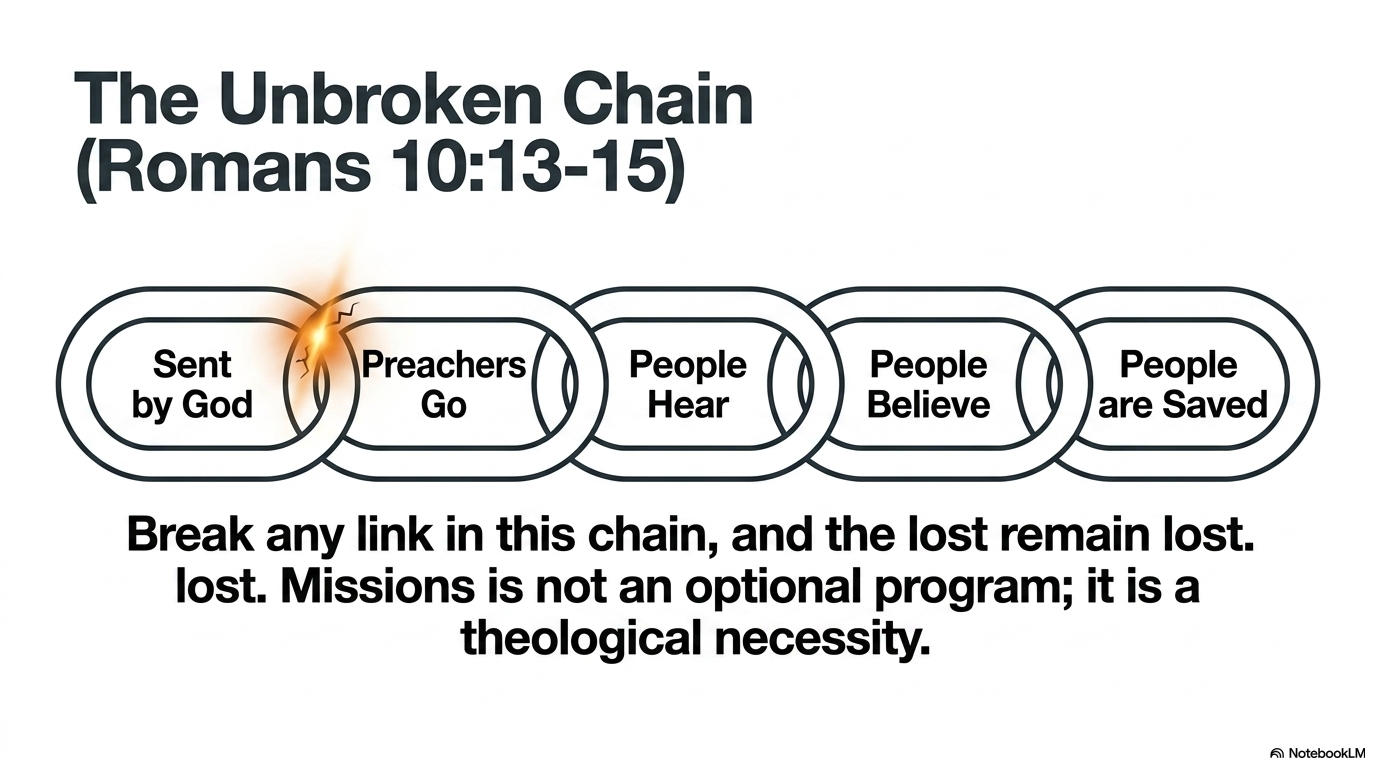 The Unbroken Chain
(Romans 10:13-15)
Sent
by God
Preachers
Go
People
Hear
People
Believe
People
are Saved
Break any link in this chain, and the lost remain lost.
lost. Missions is not an optional program; it is a
theological necessity.
NotebookLM